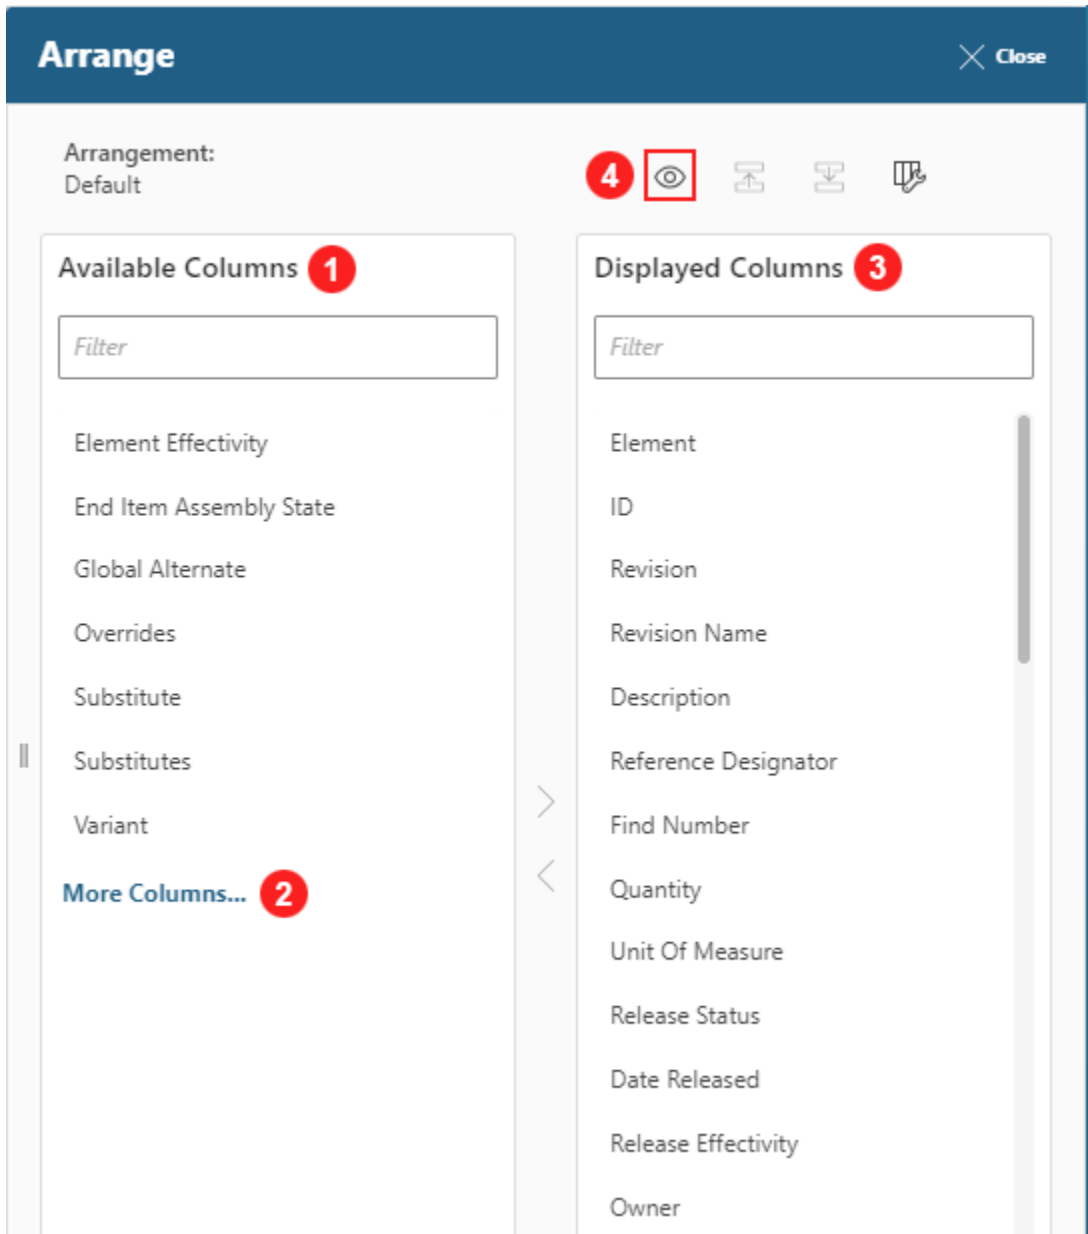 Arrange
Close
Arrangement:
Default
4
Available Columns 1
Filter
Element Effectivity
End Item Assembly State
Global Alternate
Overrides
Substitute
Substitutes
Variant
More Columns... 2
Displayed Columns 3
Filter
Element
ID
Revision
Revision Name
Description
Reference Designator
Find Number
Quantity
Unit Of Measure
Release Status
Date Released
Release Effectivity
Owner